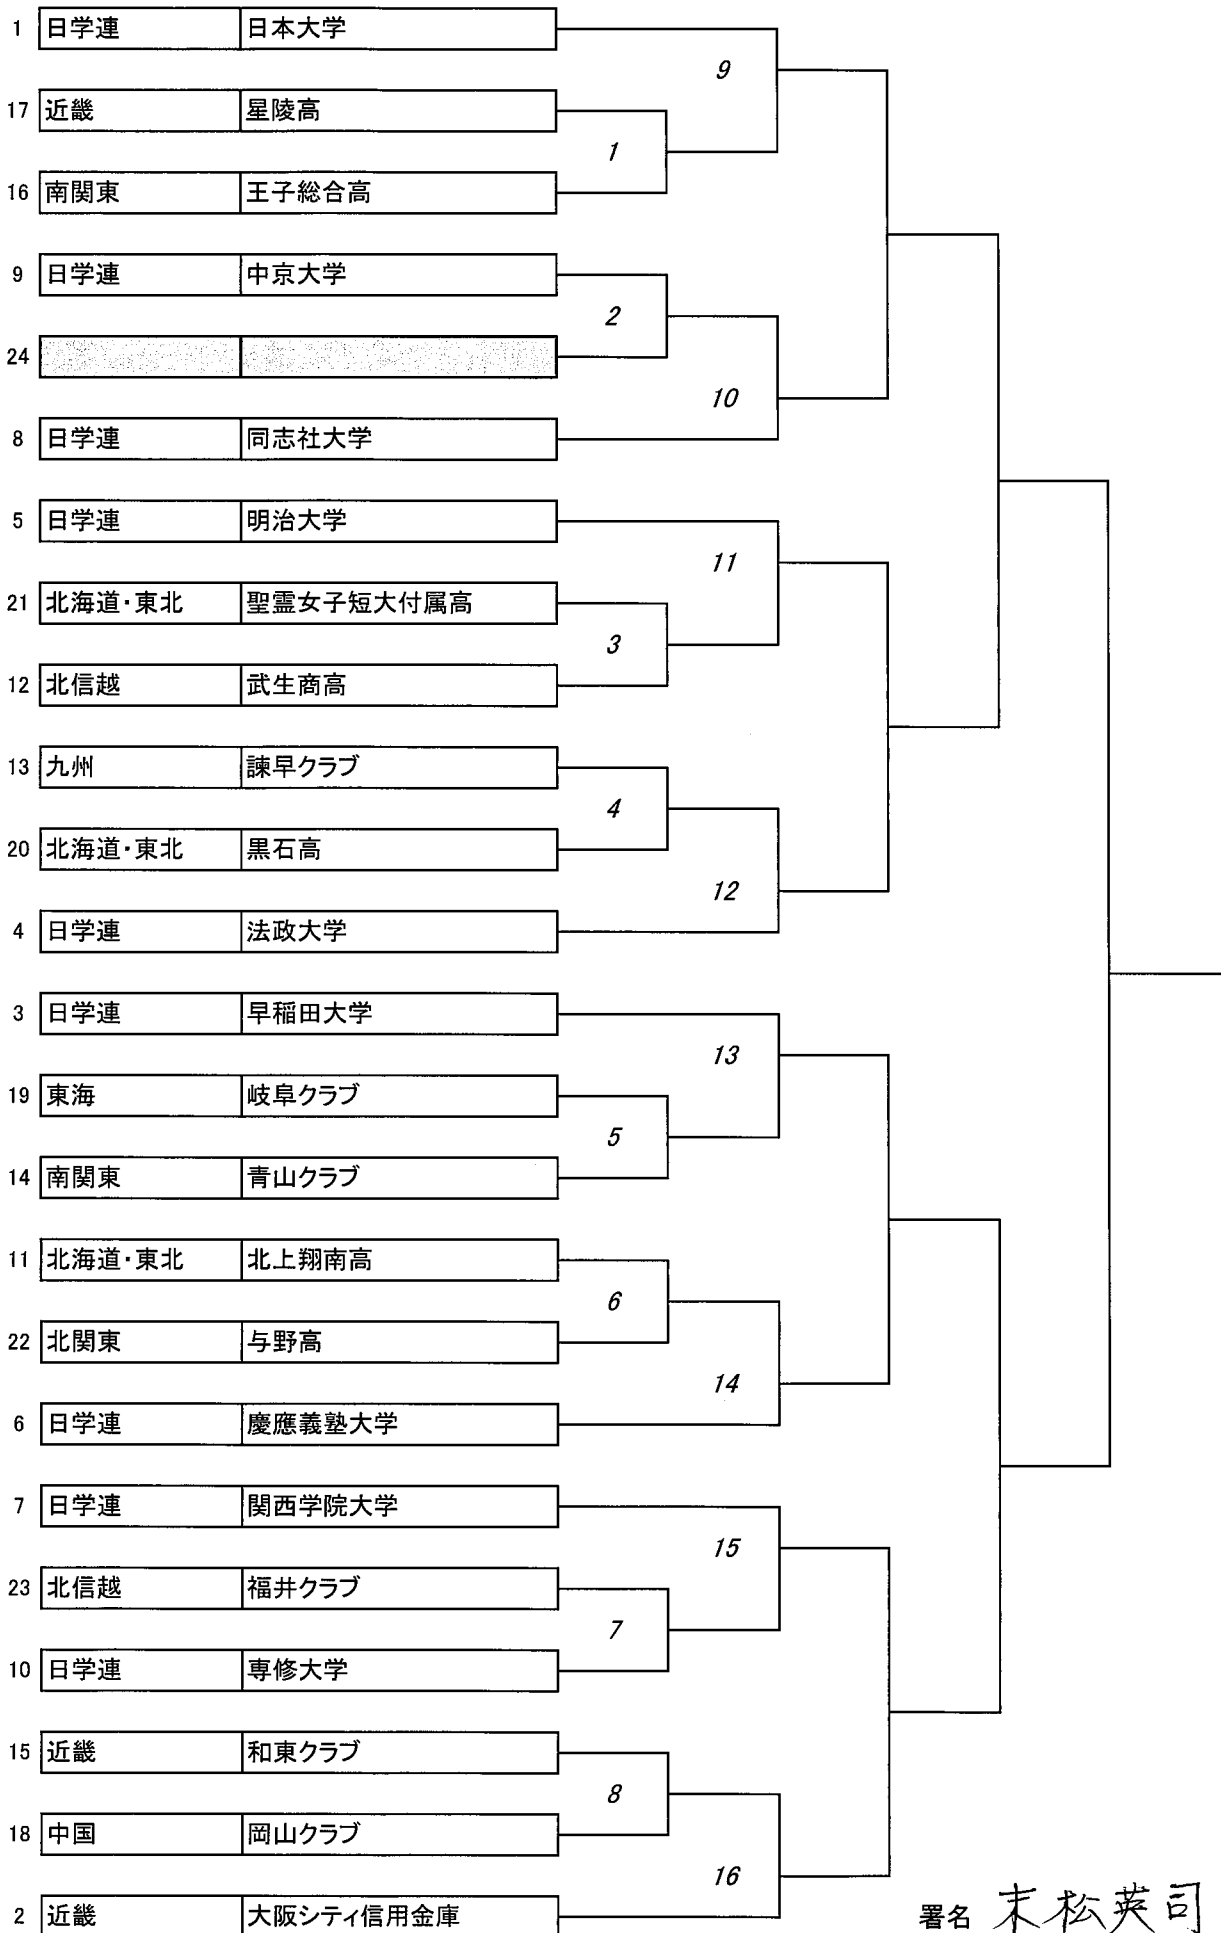 1 日学連 日本大学
9
17 近畿 星陵高
1
16 南関東 王子総合高
9 日学連 中京大学
2
24
10
8 日学連 同志社大学
5 日学連 明治大学
11
21 北海道・東北 聖霊女子短大付属高
3
12 北信越 武生商高
13 九州 諫早クラブ
4
20 北海道・東北 黒石高
12
4 日学連 法政大学
3 日学連 早稲田大学
13
19 東海 岐阜クラブ
5
14 南関東 青山クラブ
11 北海道・東北 北上翔南高
6
22 北関東 与野高
14
6 日学連 慶應義塾大学
7 日学連 関西学院大学
15
23 北信越 福井クラブ
7
10 日学連 専修大学
15 近畿 和東クラブ
8
18 中国 岡山クラブ
16
2 近畿 大阪シティ信用金庫
署名 末松英司